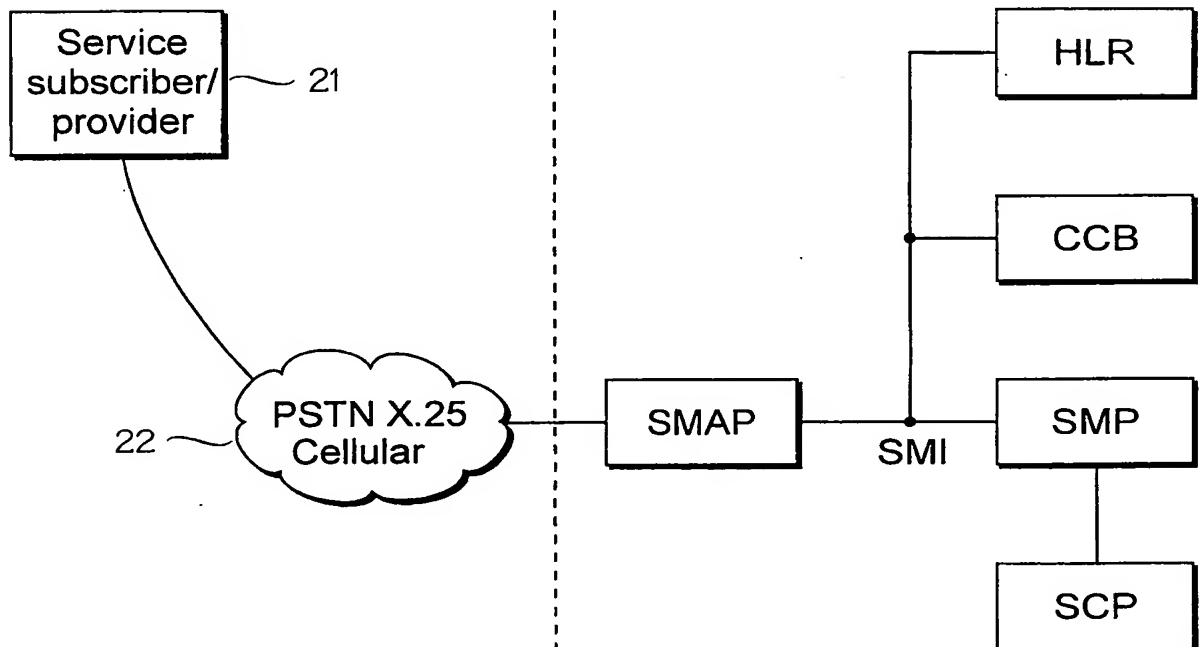 Service
subscriber/
provider
21
HLR
CCB
PSTN X.25
Cellular
22
SMAP
SMI
SMP
SCP